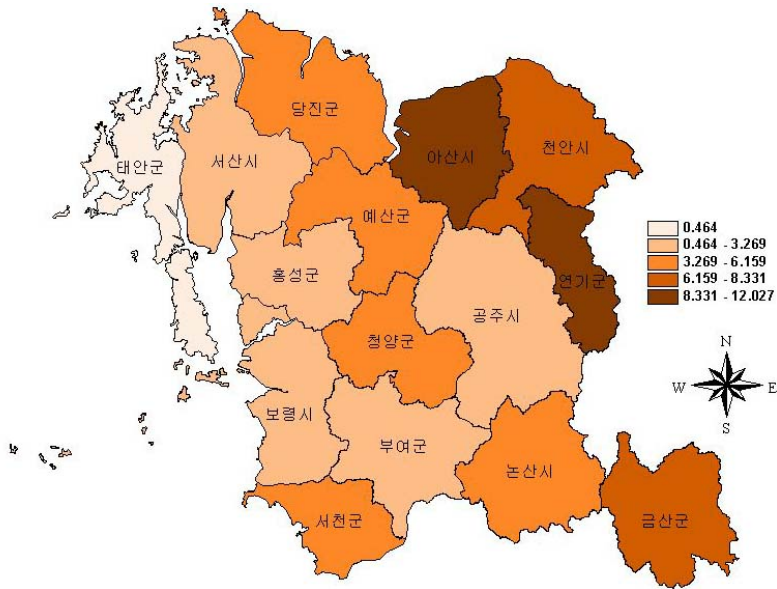 당진군
아산시
천안시
태안군
서산시
예산군
홍성군
연기군
공주시
청양군
보령시
부여군
논산시
서천군
금산군
0.464
0.464 - 3.269
3.269 - 6.159
6.159 - 8.331
8.331 - 12.027
N
W E
S